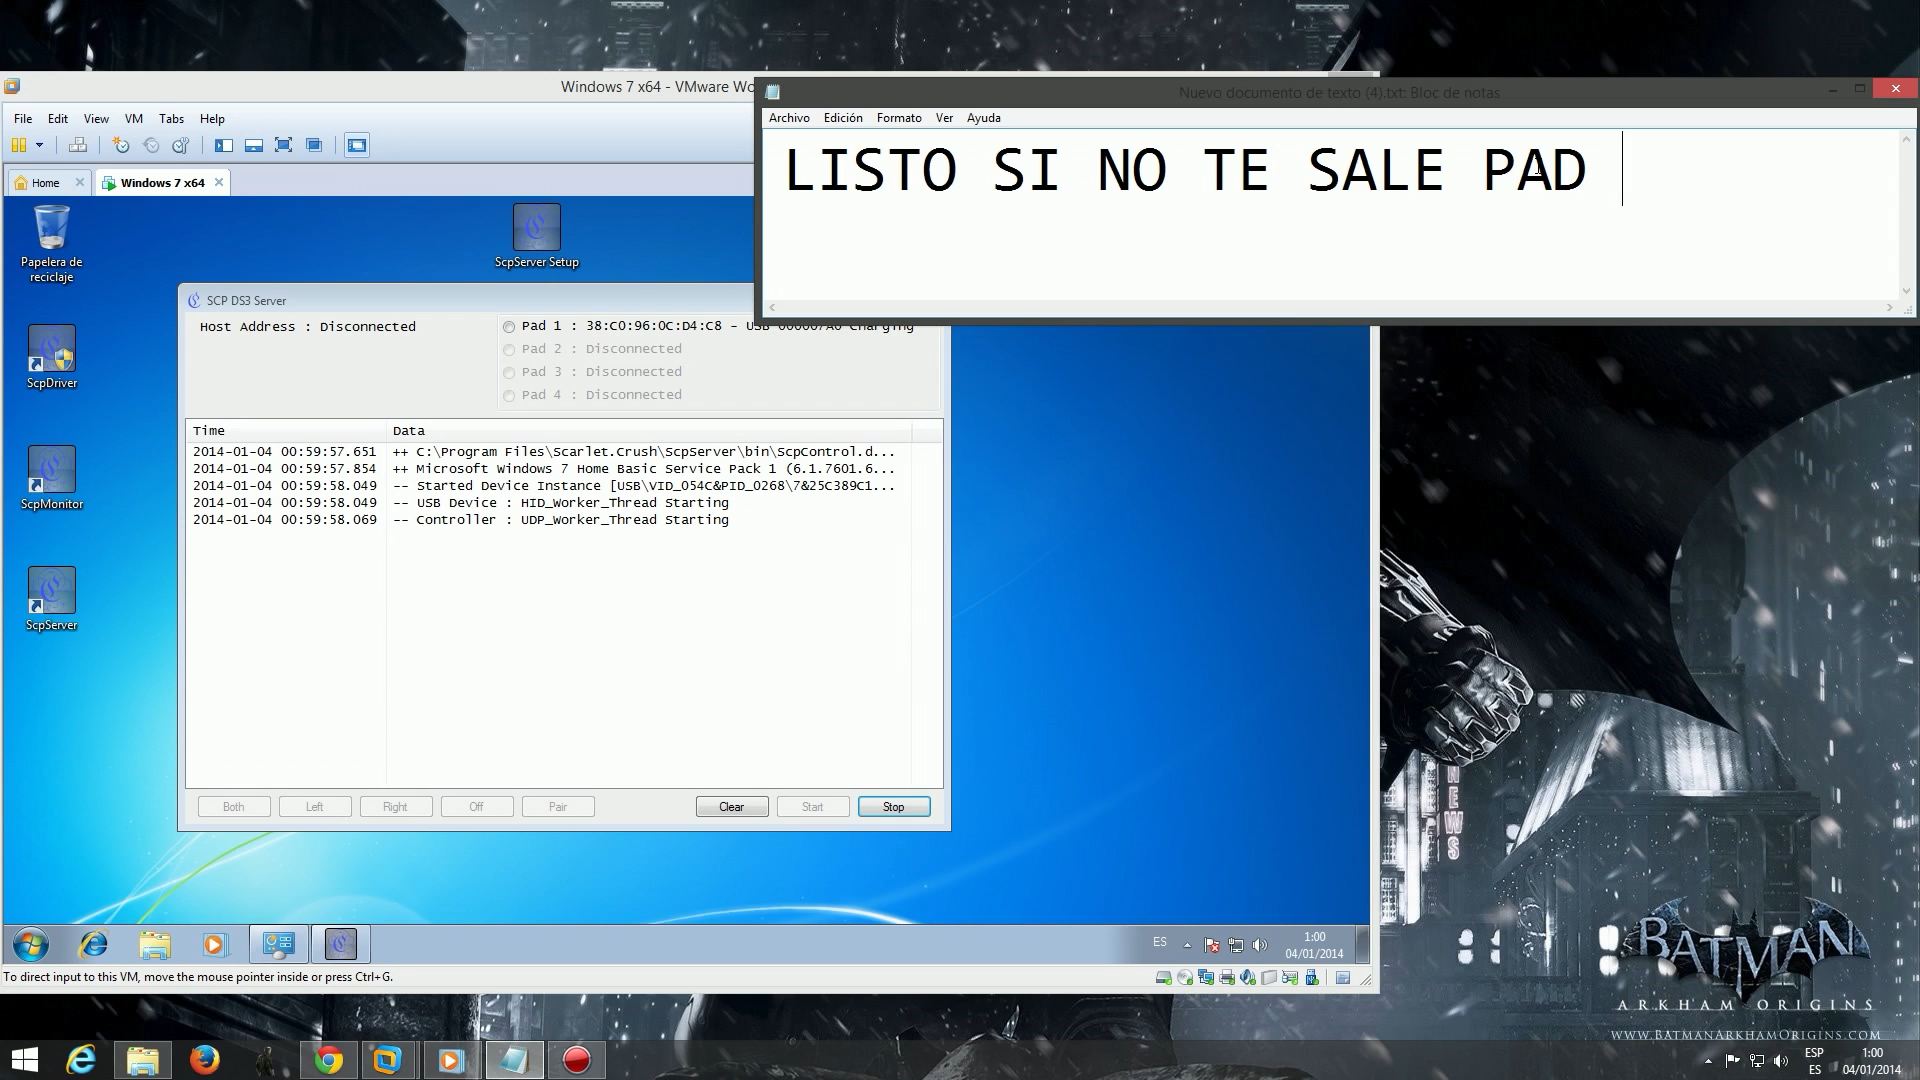 Windows 7 x64 - VMware Wo
File Edit View VM Tabs Help
Home
Windows 7 x64
Nuevo documento de texto (4).txt: Bloc de notas
Archivo Edición Formato Ver Ayuda
LISTO SI NO TE SALE PAD
Papelera de
reciclaje
ScpServer Setup
ScpDriver
ScpMonitor
ScpServer
SCP DS3 Server
Host Address : Disconnected
Pad 1 : 38:C0:96:0C:D4:C8 - USB 000007A0 Charging
Pad 2 : Disconnected
Pad 3 : Disconnected
Pad 4 : Disconnected
Time Data
2014-01-04 00:59:57.651 ++ C:\Program Files\Scarlet.Crush\ScpServer\bin\ScpControl.d...
2014-01-04 00:59:57.854 ++ Microsoft Windows 7 Home Basic Service Pack 1 (6.1.7601.6...
2014-01-04 00:59:58.049 -- Started Device Instance [USB\VID_054C&PID_0268\7&25C389C1...
2014-01-04 00:59:58.049 -- USB Device : HID_Worker_Thread Starting
2014-01-04 00:59:58.069 -- Controller : UDP_Worker_Thread Starting
Both Left Right Off Pair Clear Start Stop
ES
1:00
04/01/2014
To direct input to this VM, move the mouse pointer inside or press Ctrl+G.
NEWS
BATMAN
ARKHAM ORIGINS
WWW.BATMANARKHAMORIGINS.COM
ESP
ES
1:00
04/01/2014